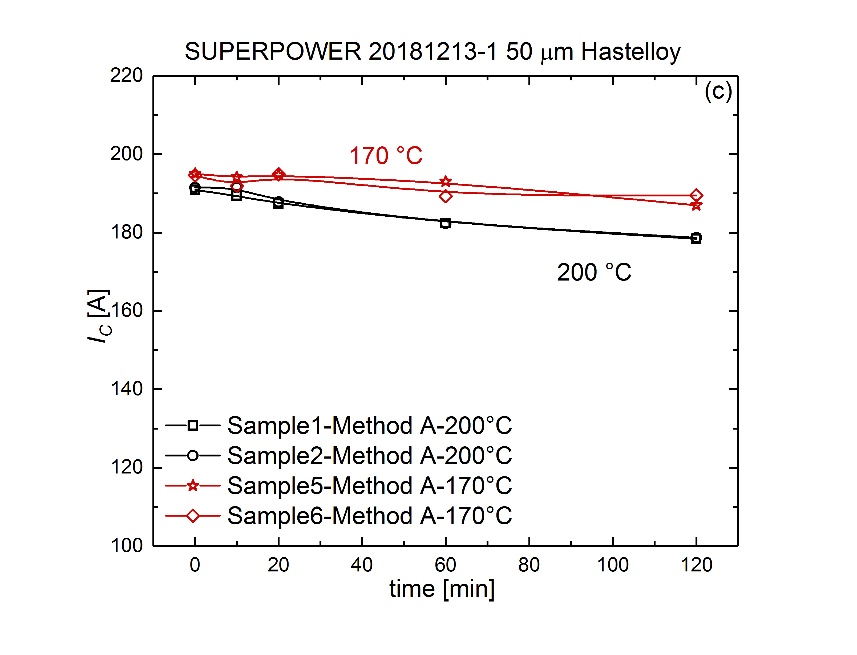 SUPERPOWER 20181213-1 50 μm Hastelloy
(c)
220
200
180
160
140
120
100
I_C [A]
170 °C
200 °C
Sample1-Method A-200°C
Sample2-Method A-200°C
Sample5-Method A-170°C
Sample6-Method A-170°C
0 20 40 60 80 100 120
time [min]